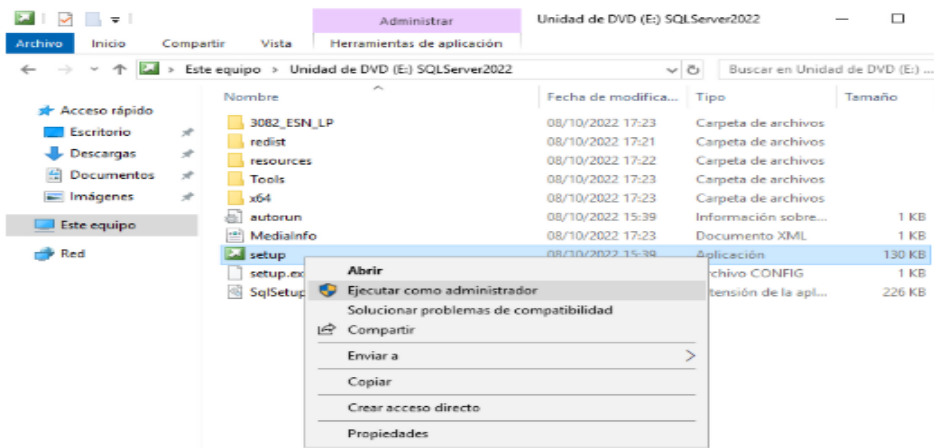 Administrar
Unidad de DVD (E:) SQLServer2022
Archivo Inicio Compartir Vista Herramientas de aplicación
Este equipo > Unidad de DVD (E:) SQLServer2022
Buscar en Unidad de DVD (E:) ...
Acceso rápido
Escritorio
Descargas
Documentos
Imágenes
Este equipo
Red
Nombre Fecha de modifica... Tipo Tamaño
3082_ESN_LP 08/10/2022 17:23 Carpeta de archivos
redist 08/10/2022 17:21 Carpeta de archivos
resources 08/10/2022 17:22 Carpeta de archivos
Tools 08/10/2022 17:23 Carpeta de archivos
x64 08/10/2022 17:23 Carpeta de archivos
autorun 08/10/2022 15:39 Información sobre... 1 KB
MediaInfo 08/10/2022 17:23 Documento XML 1 KB
setup 08/10/2022 15:39 Aplicación 130 KB
setup.ex rchivo CONFIG 1 KB
SqlSetup tensión de la apl... 226 KB
Abrir
Ejecutar como administrador
Solucionar problemas de compatibilidad
Compartir
Enviar a
Copiar
Crear acceso directo
Propiedades